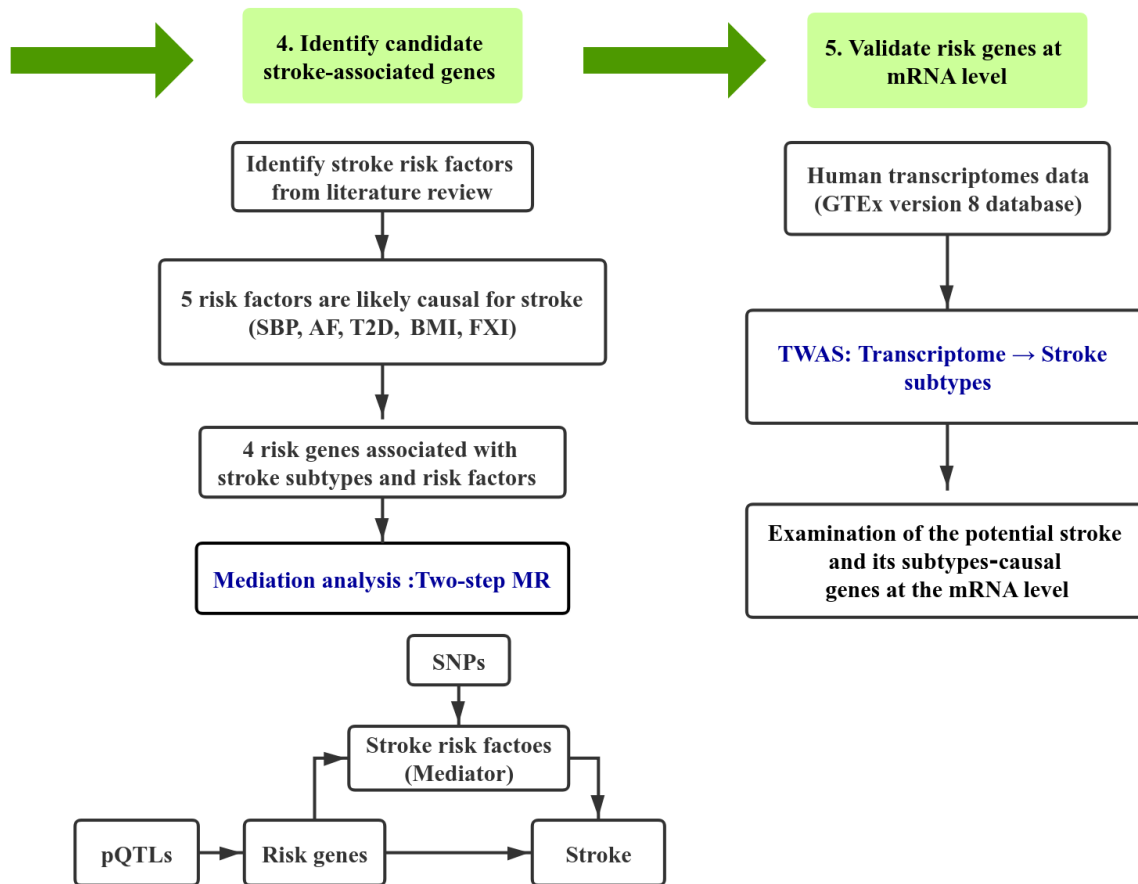 4. Identify candidate
stroke-associated genes
Identify stroke risk factors
from literature review
5 risk factors are likely causal for stroke
(SBP, AF, T2D, BMI, FXI)
4 risk genes associated with
stroke subtypes and risk factors
Mediation analysis :Two-step MR
SNPs
Stroke risk factoes
(Mediator)
pQTLs
Risk genes
Stroke
5. Validate risk genes at
mRNA level
Human transcriptomes data
(GTEx version 8 database)
TWAS: Transcriptome → Stroke
subtypes
Examination of the potential stroke
and its subtypes-causal
genes at the mRNA level